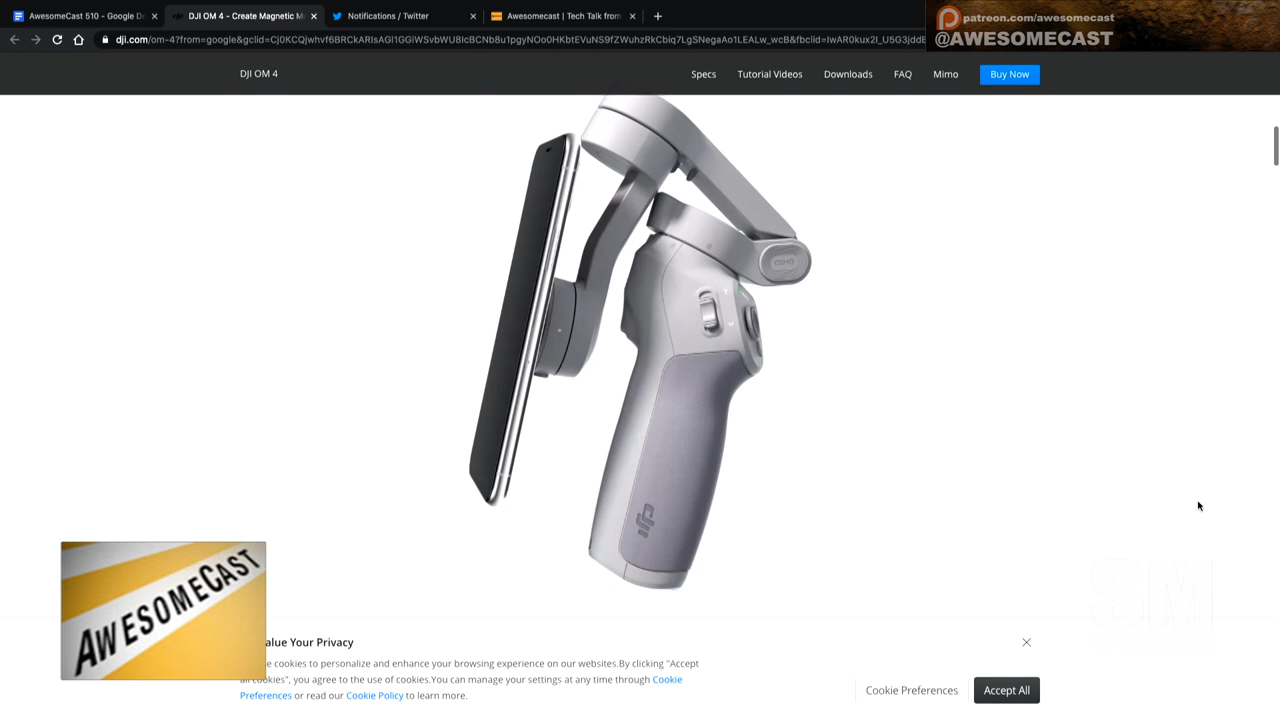 AwesomeCast 510 - Google Do
DJI OM 4 - Create Magnetic M
Notifications / Twitter
Awesomecast | Tech Talk from
patreon.com/awesomecast
@AWESOMECAST
DJI OM 4
Specs
Tutorial Videos
Downloads
FAQ
Mimo
Buy Now
OSMO
T
W
dji
AWESOMECAST
SM
alue Your Privacy
e cookies to personalize and enhance your browsing experience on our websites.By clicking "Accept
all cookies", you agree to the use of cookies.You can manage your settings at any time through Cookie
Preferences or read our Cookie Policy to learn more.
Cookie Preferences
Accept All